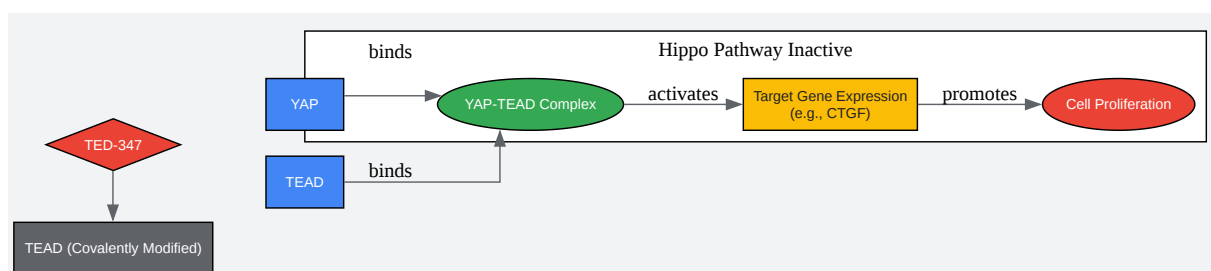 Hippo Pathway Inactive
binds
YAP
YAP-TEAD Complex
activates
Target Gene Expression
(e.g., CTGF)
promotes
Cell Proliferation
TED-347
TEAD
binds
TEAD (Covalently Modified)